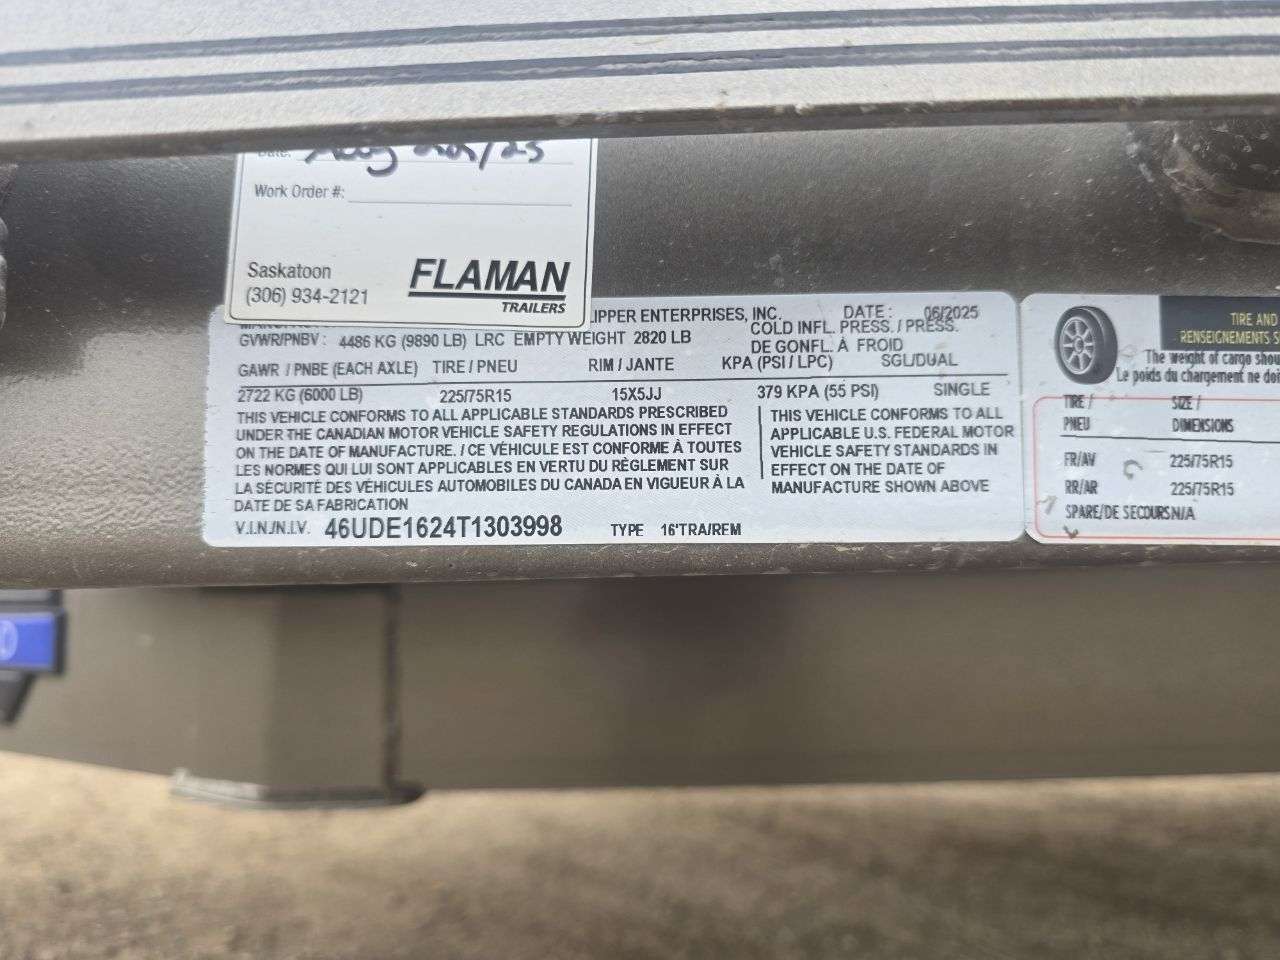 Date:
Work Order #:
Saskatoon
(306) 934-2121
FLAMAN
TRAILERS
LIPPER ENTERPRISES, INC. DATE : 06/2025
GVWR/PNBV : 4486 KG (9890 LB) LRC EMPTY WEIGHT 2820 LB
COLD INFL. PRESS. / PRESS.
DE GONFL. À FROID
GAWR / PNBE (EACH AXLE) TIRE / PNEU RIM / JANTE KPA (PSI / LPC) SGL/DUAL
2722 KG (6000 LB) 225/75R15 15X5JJ 379 KPA (55 PSI) SINGLE
THIS VEHICLE CONFORMS TO ALL APPLICABLE STANDARDS PRESCRIBED
UNDER THE CANADIAN MOTOR VEHICLE SAFETY REGULATIONS IN EFFECT
ON THE DATE OF MANUFACTURE. / CE VÉHICULE EST CONFORME À TOUTES
LES NORMES QUI LUI SONT APPLICABLES EN VERTU DU RÈGLEMENT SUR
LA SÉCURITÉ DES VÉHICULES AUTOMOBILES DU CANADA EN VIGUEUR À LA
DATE DE SA FABRICATION
THIS VEHICLE CONFORMS TO ALL
APPLICABLE U.S. FEDERAL MOTOR
VEHICLE SAFETY STANDARDS IN
EFFECT ON THE DATE OF
MANUFACTURE SHOWN ABOVE
V.I.N./N.I.V. 46UDE1624T1303998 TYPE 16'TRA/REM
TIRE AND
RENSEIGNEMENTS S
The weight of cargo shou
Le poids du chargement ne doi
TIRE / SIZE /
PNEU DIMENSIONS
FR/AV 225/75R15
RR/AR 225/75R15
SPARE/DE SECOURS N/A